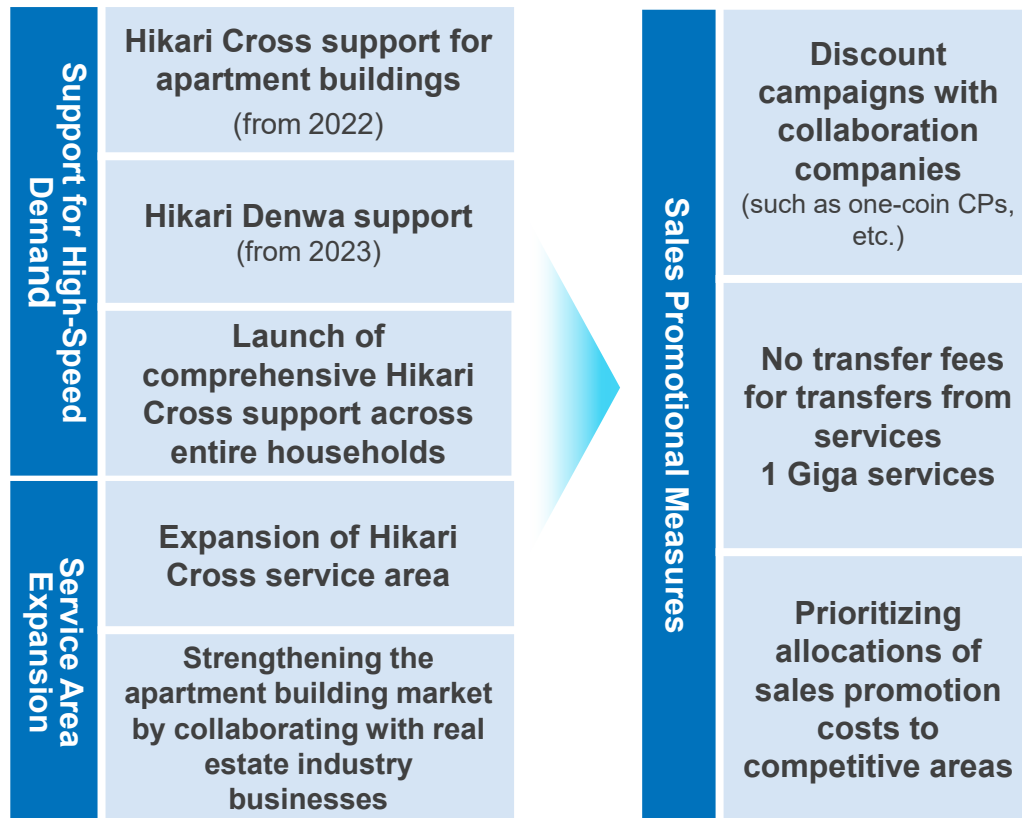 Support for High-Speed
Demand
Hikari Cross support for
apartment buildings
(from 2022)
Hikari Denwa support
(from 2023)
Launch of
comprehensive Hikari
Cross support across
entire households
Service Area
Expansion
Expansion of Hikari
Cross service area
Strengthening the
apartment building market
by collaborating with real
estate industry
businesses
Sales Promotional Measures
Discount
campaigns with
collaboration
companies
(such as one-coin CPs,
etc.)
No transfer fees
for transfers from
services
1 Giga services
Prioritizing
allocations of
sales promotion
costs to
competitive areas